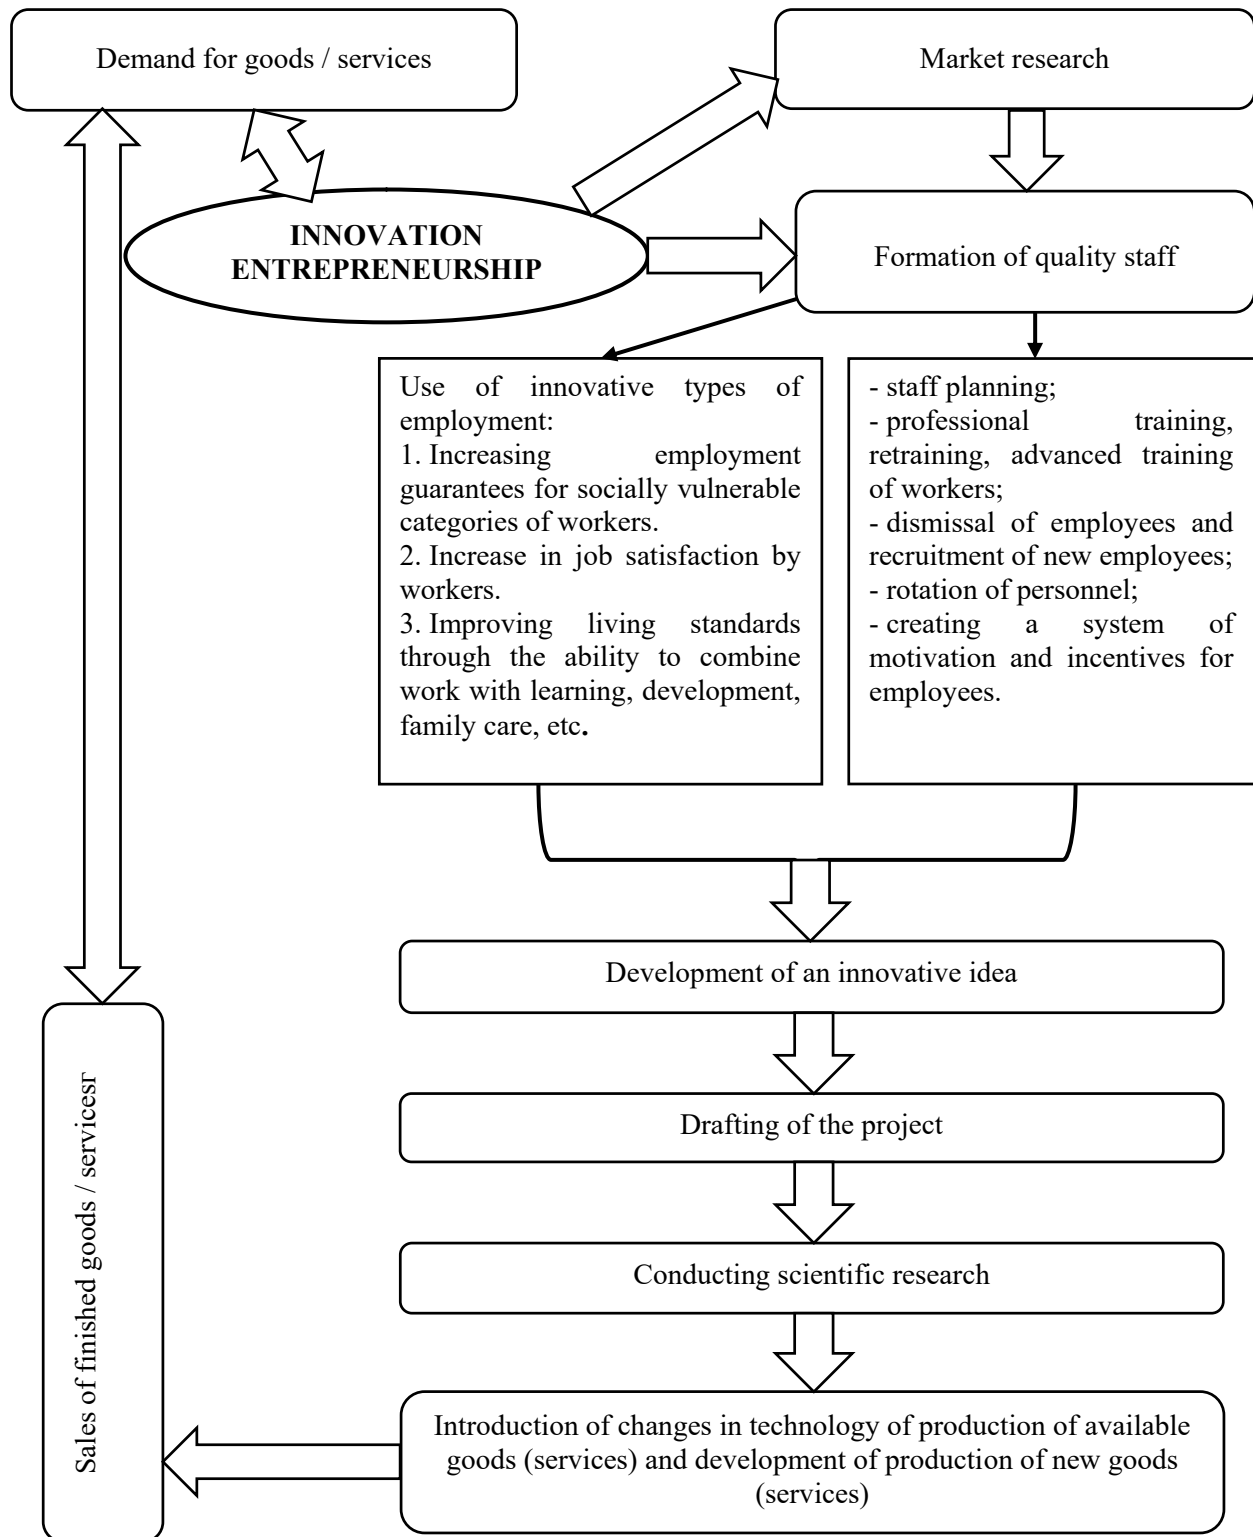 Demand for goods / services
Market research
INNOVATION
ENTREPRENEURSHIP
Formation of quality staff
Use of innovative types of
employment:
1. Increasing employment
guarantees for socially vulnerable
categories of workers.
2. Increase in job satisfaction by
workers.
3. Improving living standards
through the ability to combine
work with learning, development,
family care, etc.
- staff planning;
- professional training,
retraining, advanced training
of workers;
- dismissal of employees and
recruitment of new employees;
- rotation of personnel;
- creating a system of
motivation and incentives for
employees.
Development of an innovative idea
Drafting of the project
Conducting scientific research
Introduction of changes in technology of production of available
goods (services) and development of production of new goods
(services)
Sales of finished goods / servicesг